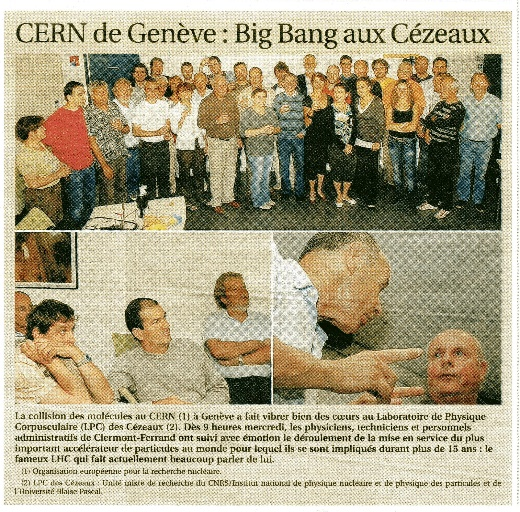 CERN de Genève : Big Bang aux Cézeaux
La collision des molécules au CERN (1) à Genève a fait vibrer bien des cœurs au Laboratoire de Physique
Corpusculaire (LPC) des Cézeaux (2). Dès 9 heures mercredi, les physiciens, techniciens et personnels
administratifs de Clermont-Ferrand ont suivi avec émotion le déroulement de la mise en service du plus
important accélérateur de particules au monde pour lequel ils se sont impliqués durant plus de 15 ans : le
fameux LHC qui fait actuellement beaucoup parler de lui.
(1) Organisation européenne pour la recherche nucléaire.
(2) LPC des Cézeaux : Unité mixte de recherche du CNRS/Institut national de physique nucléaire et de physique des particules et de
l'Université Blaise Pascal.